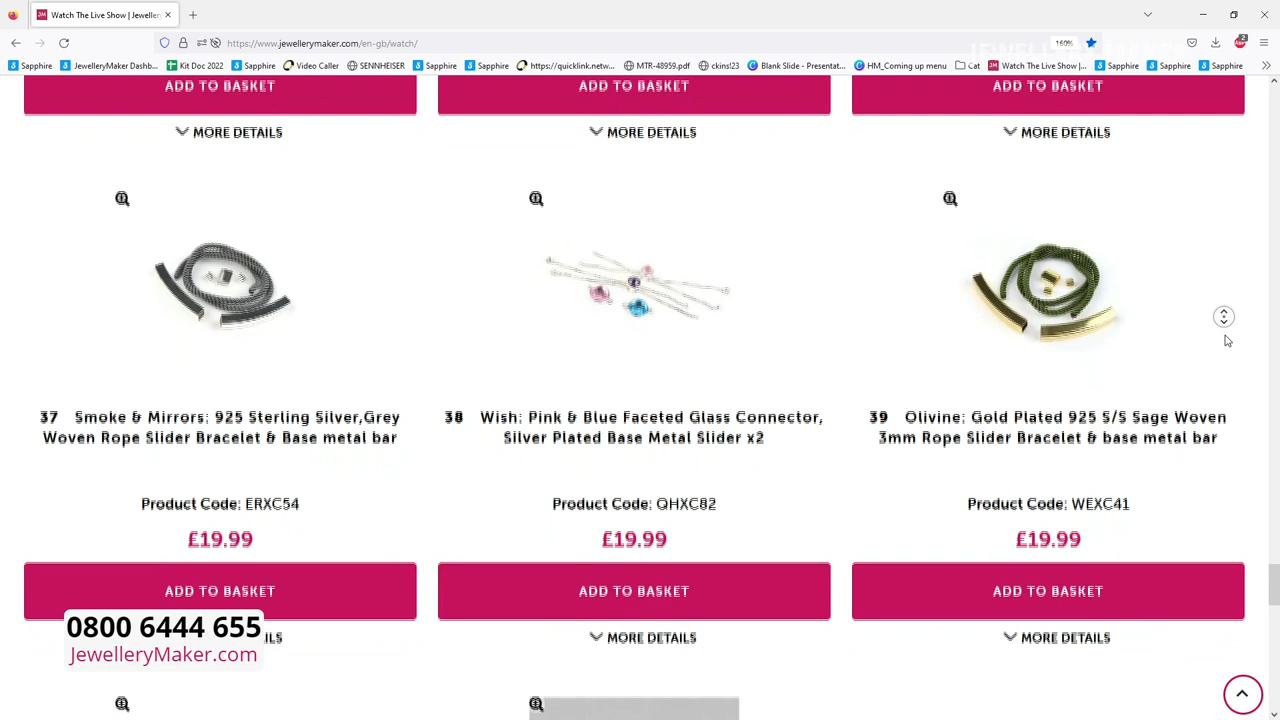 Watch The Live Show | Jeweller
https://www.jewellerymaker.com
gb/watch/
160%
2
Sapphire
JewelleryMaker Dashb...
Kit Doc 2022
Sapphire
Video Caller
SENNHEISER
Sapphire
Sapphire
https://quicklink.netw...
MTR-48959.pdf
ckins!23
Blank Slide - Presentat...
HM_Coming up menu
Cat
Watch The Live Show |...
Sapphire
Sapphire
Sapphire
ADD TO BASKET
ADD TO BASKET
ADD TO BASKET
MORE DETAILS
MORE DETAILS
MORE DETAILS
37 Smoke & Mirrors: 925 Sterling Silver,Grey
Woven Rope Slider Bracelet & Base metal bar
Product Code: ERXC54
£19.99
ADD TO BASKET
38 Wish: Pink & Blue Faceted Glass Connector,
Silver Plated Base Metal Slider x2
Product Code: QHXC82
£19.99
ADD TO BASKET
MORE DETAILS
39 Olivine: Gold Plated 925 S/S Sage Woven
3mm Rope Slider Bracelet & base metal bar
Product Code: WEXC41
£19.99
ADD TO BASKET
MORE DETAILS
0800 6444 655
JewelleryMaker.com